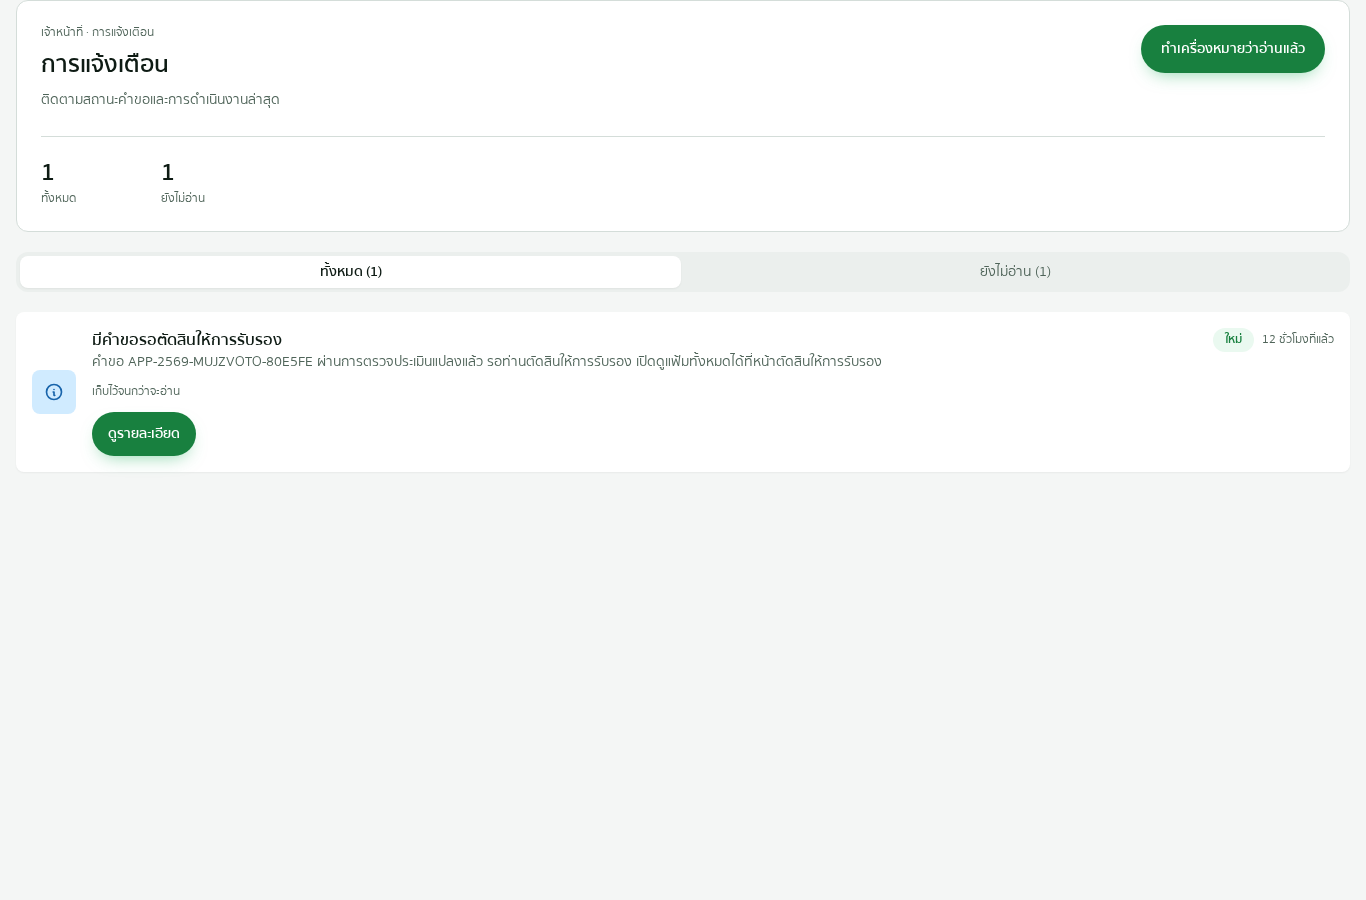 เจ้าหน้าที่ · การแจ้งเตือน
การแจ้งเตือน
ติดตามสถานะคำขอและการดำเนินงานล่าสุด
ทำเครื่องหมายว่าอ่านแล้ว
1
ทั้งหมด
1
ยังไม่อ่าน
ทั้งหมด (1)
ยังไม่อ่าน (1)
มีคำขอรอตัดสินให้การรับรอง
ใหม่
12 ชั่วโมงที่แล้ว
คำขอ APP-2569-MUJZVOTO-80E5FE ผ่านการตรวจประเมินแปลงแล้ว รอท่านตัดสินให้การรับรอง เปิดดูแฟ้มทั้งหมดได้ที่หน้าตัดสินให้การรับรอง
เก็บไว้จนกว่าจะอ่าน
ดูรายละเอียด